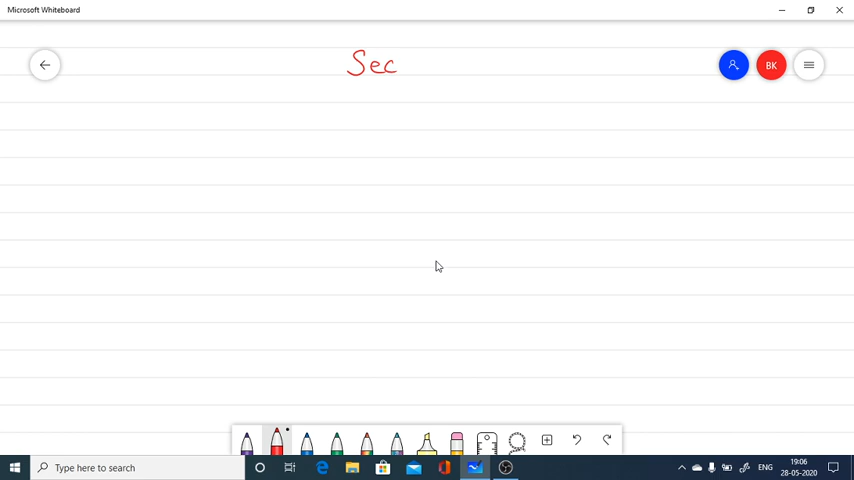 Microsoft Whiteboard
Sec
BK
Type here to search
ENG
19:06
28-05-2020